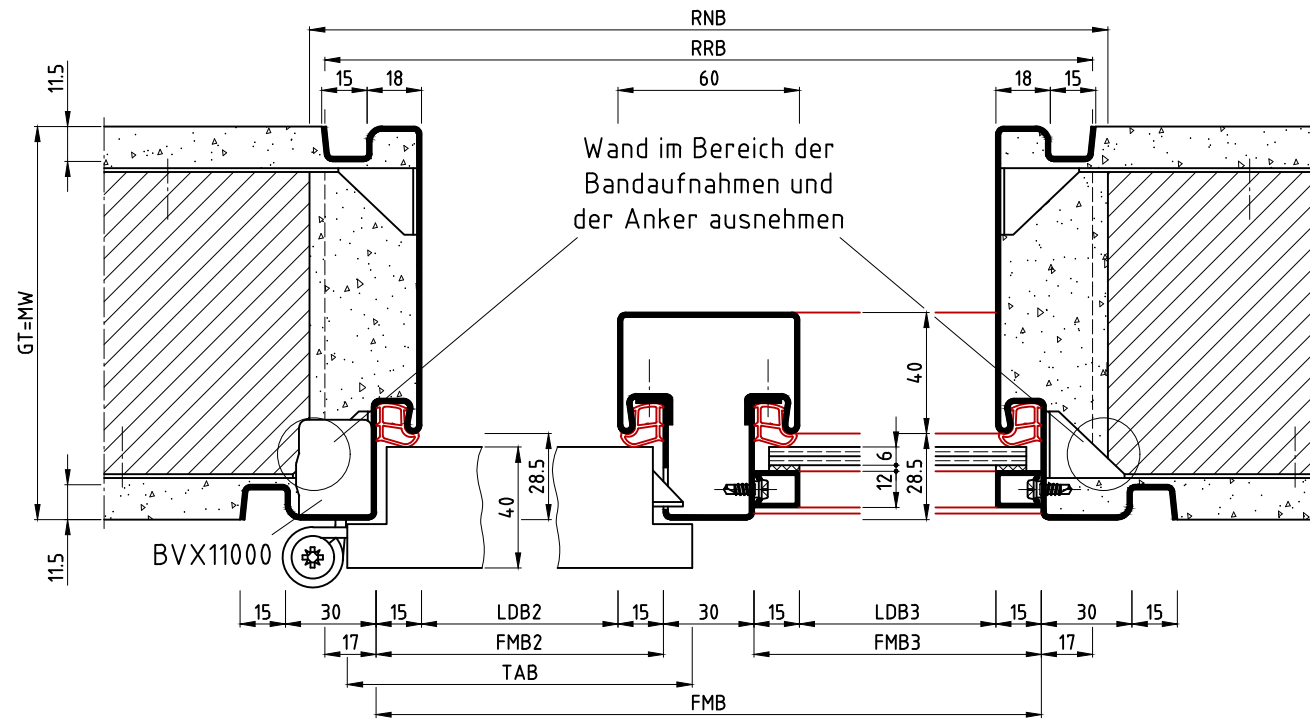 RNB
RRB
15 18 60 18 15
11.5
Wand im Bereich der
Bandaufnahmen und
der Anker ausnehmen
GT=MW
40
28.5
40
6
12
28.5
BVX11000
11.5
15 30 15 LDB2 15 30 15 LDB3 15 30 15
17 FMB2 FMB3 17
TAB
FMB